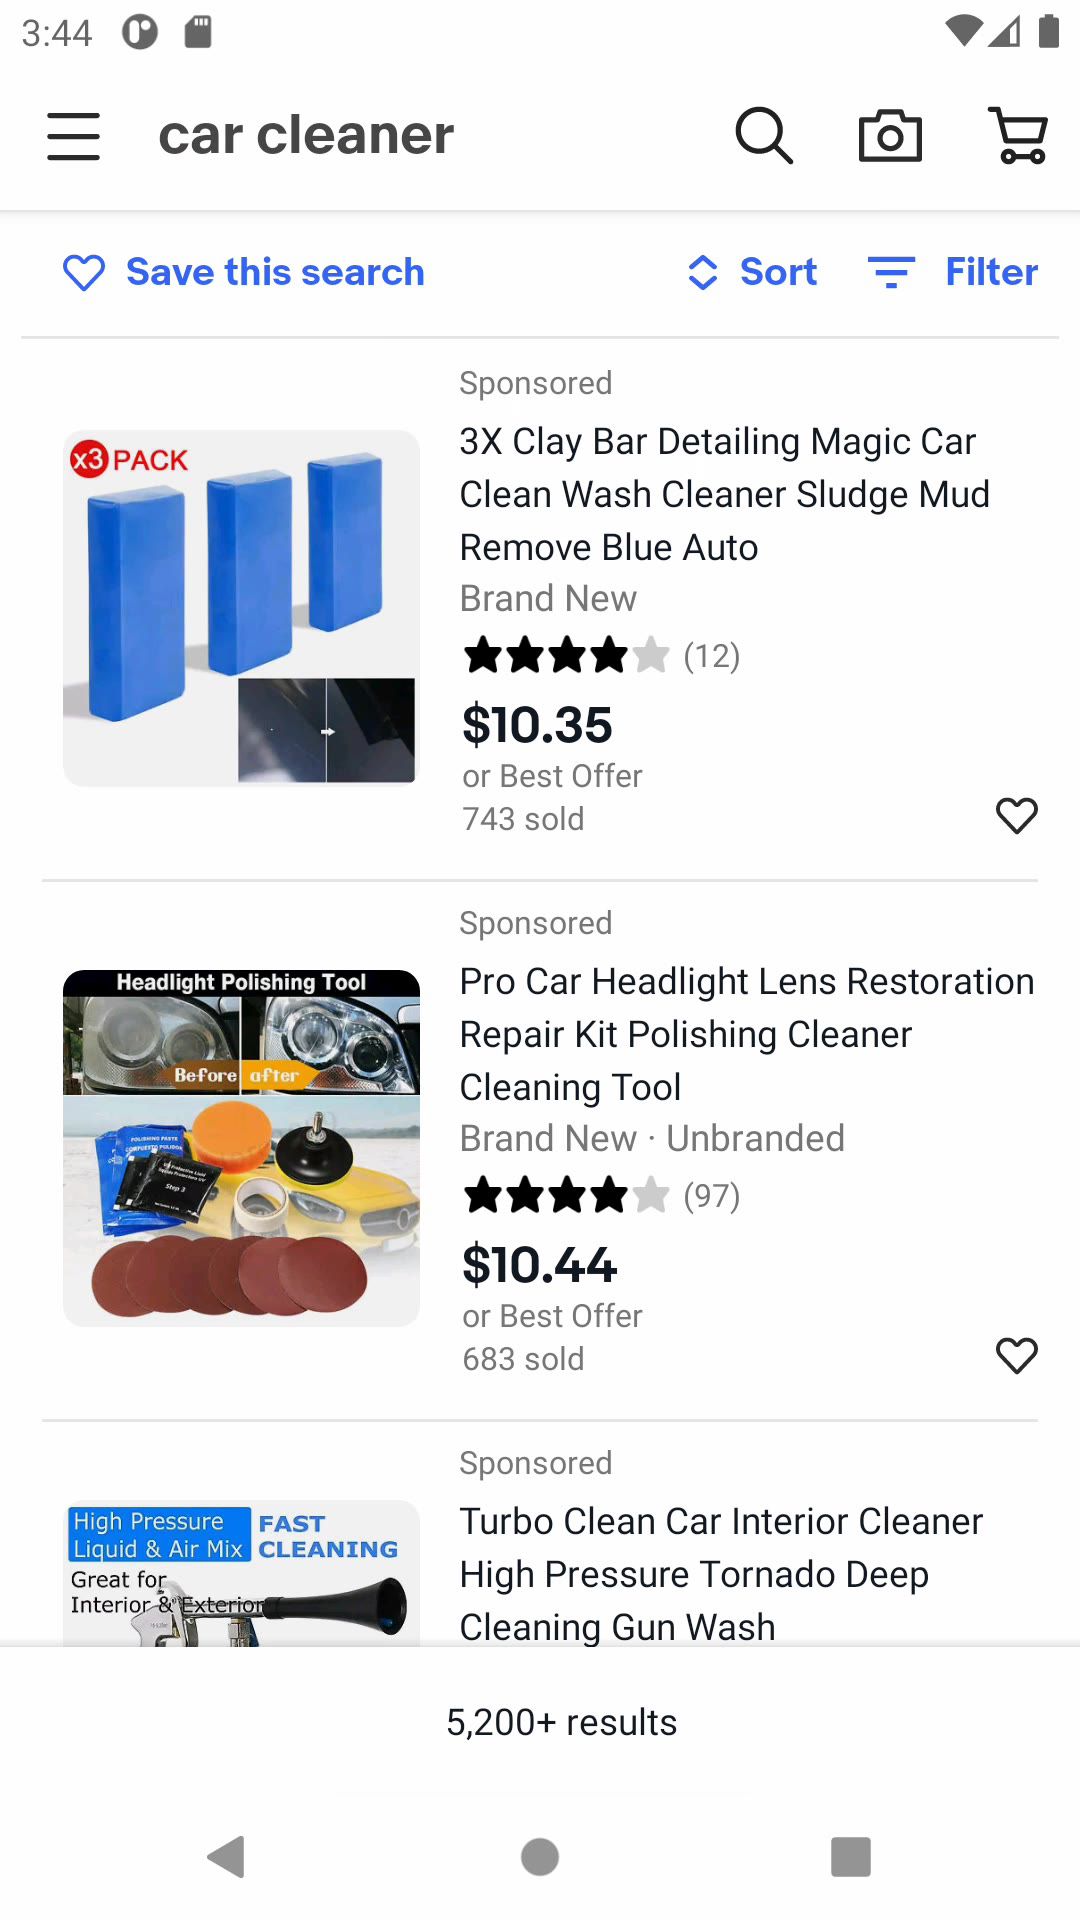 3:44
car cleaner
Save this search
Sort
Filter
Sponsored
x3 PACK
3X Clay Bar Detailing Magic Car
Clean Wash Cleaner Sludge Mud
Remove Blue Auto
Brand New
(12)
$10.35
or Best Offer
743 sold
Sponsored
Headlight Polishing Tool
Before after
POLISHING PASTE
Step 3
Pro Car Headlight Lens Restoration
Repair Kit Polishing Cleaner
Cleaning Tool
Brand New · Unbranded
(97)
$10.44
or Best Offer
683 sold
Sponsored
High Pressure
Liquid & Air Mix
FAST
CLEANING
Great for
Interior & Exterior
Turbo Clean Car Interior Cleaner
High Pressure Tornado Deep
Cleaning Gun Wash
5,200+ results